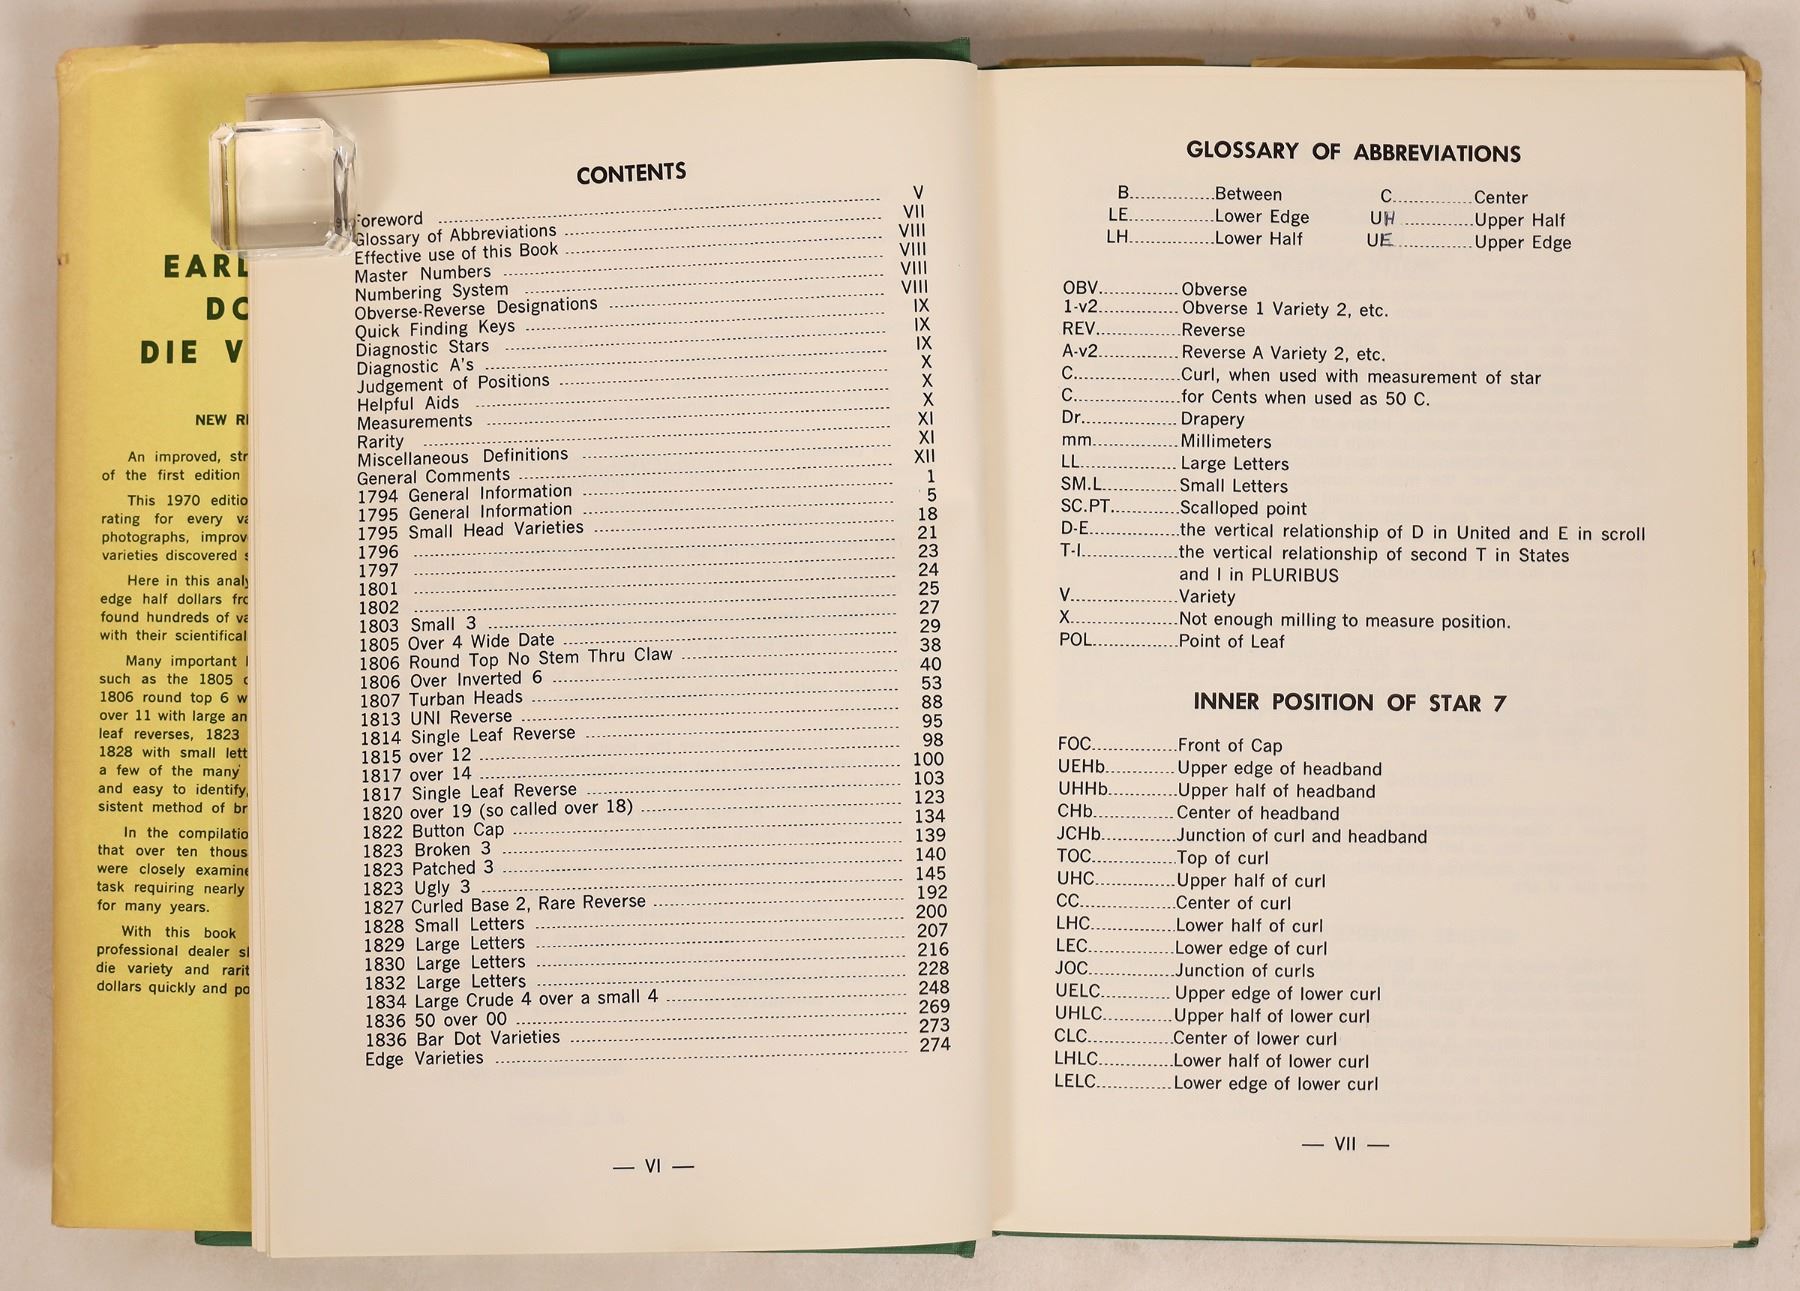 EARL
DO
DIE V
NEW RE
An improved, str
of the first edition
This 1970 editio
rating for every va
photographs, improv
varieties discovered s
Here in this analy
edge half dollars fro
found hundreds of va
with their scientifical
Many important
such as the 1805 o
1806 round top 6 w
over 11 with large an
leaf reverses, 1823
1828 with small lett
a few of the many
and easy to identify,
sistent method of br
In the compilatio
that over ten thous
were closely examine
task requiring nearly
for many years.
With this book
professional dealer sh
die variety and rarit
dollars quickly and po
CONTENTS
Foreword V
Glossary of Abbreviations VII
Effective use of this Book VIII
Master Numbers VIII
Numbering System VIII
Obverse-Reverse Designations VIII
Quick Finding Keys IX
Diagnostic Stars IX
Diagnostic A's IX
Judgement of Positions X
Helpful Aids X
Measurements X
Rarity XI
Miscellaneous Definitions XI
General Comments XII
1794 General Information 1
1795 General Information 5
1795 Small Head Varieties 18
1796 21
1797 23
1801 24
1802 25
1803 Small 3 27
1805 Over 4 Wide Date 29
1806 Round Top No Stem Thru Claw 38
1806 Over Inverted 6 40
1807 Turban Heads 53
1813 UNI Reverse 88
1814 Single Leaf Reverse 95
1815 over 12 98
1817 over 14 100
1817 Single Leaf Reverse 103
1820 over 19 (so called over 18) 123
1822 Button Cap 134
1823 Broken 3 139
1823 Patched 3 140
1823 Ugly 3 145
1827 Curled Base 2, Rare Reverse 192
1828 Small Letters 200
1829 Large Letters 207
1830 Large Letters 216
1832 Large Letters 228
1834 Large Crude 4 over a small 4 248
1836 50 over 00 269
1836 Bar Dot Varieties 273
Edge Varieties 274
— VI —
GLOSSARY OF ABBREVIATIONS
B Between C Center
LE Lower Edge UH Upper Half
LH Lower Half UE Upper Edge
OBV Obverse
1-v2 Obverse 1 Variety 2, etc.
REV Reverse
A-v2 Reverse A Variety 2, etc.
C Curl, when used with measurement of star
C for Cents when used as 50 C.
Dr. Drapery
mm Millimeters
LL Large Letters
SM.L Small Letters
SC.PT. Scalloped point
D-E the vertical relationship of D in United and E in scroll
T-I the vertical relationship of second T in States
and I in PLURIBUS
V Variety
X Not enough milling to measure position.
POL Point of Leaf
INNER POSITION OF STAR 7
FOC Front of Cap
UEHb Upper edge of headband
UHHb Upper half of headband
CHb Center of headband
JCHb Junction of curl and headband
TOC Top of curl
UHC Upper half of curl
CC Center of curl
LHC Lower half of curl
LEC Lower edge of curl
JOC Junction of curls
UELC Upper edge of lower curl
UHLC Upper half of lower curl
CLC Center of lower curl
LHLC Lower half of lower curl
LELC Lower edge of lower curl
— VII —